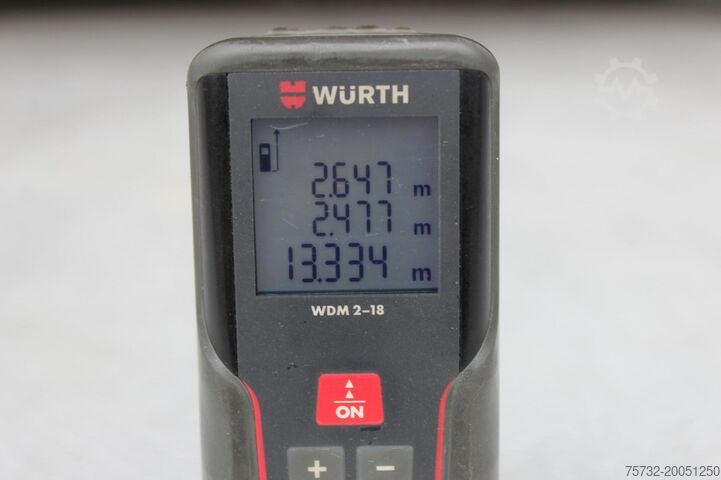 WÜRTH
2.647 m
2.477 m
13.334 m
WDM 2-18
ON
+ −
75732-20051250